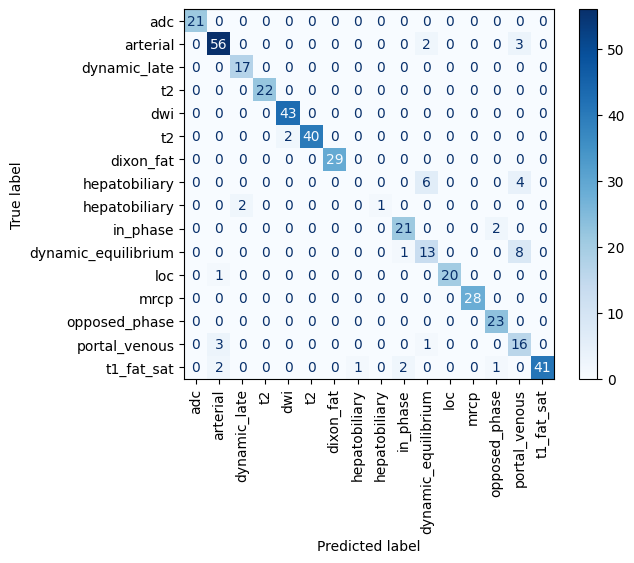 adc 21 0 0 0 0 0 0 0 0 0 0 0 0 0 0 0
arterial 0 56 0 0 0 0 0 0 0 0 2 0 0 0 3 0
dynamic_late 0 0 17 0 0 0 0 0 0 0 0 0 0 0 0 0
t2 0 0 0 22 0 0 0 0 0 0 0 0 0 0 0 0
dwi 0 0 0 0 43 0 0 0 0 0 0 0 0 0 0 0
t2 0 0 0 0 2 40 0 0 0 0 0 0 0 0 0 0
dixon_fat 0 0 0 0 0 0 29 0 0 0 0 0 0 0 0 0
hepatobiliary 0 0 0 0 0 0 0 0 0 0 6 0 0 0 4 0
hepatobiliary 0 0 2 0 0 0 0 0 1 0 0 0 0 0 0 0
in_phase 0 0 0 0 0 0 0 0 0 21 0 0 0 2 0 0
dynamic_equilibrium 0 0 0 0 0 0 0 0 0 1 13 0 0 0 8 0
loc 0 1 0 0 0 0 0 0 0 0 0 20 0 0 0 0
mrcp 0 0 0 0 0 0 0 0 0 0 0 0 28 0 0 0
opposed_phase 0 0 0 0 0 0 0 0 0 0 0 0 0 23 0 0
portal_venous 0 3 0 0 0 0 0 0 0 0 1 0 0 0 16 0
t1_fat_sat 0 2 0 0 0 0 0 1 0 2 0 0 0 1 0 41
True label
adc
arterial
dynamic_late
t2
dwi
t2
dixon_fat
hepatobiliary
hepatobiliary
in_phase
dynamic_equilibrium
loc
mrcp
opposed_phase
portal_venous
t1_fat_sat
Predicted label
50
40
30
20
10
0